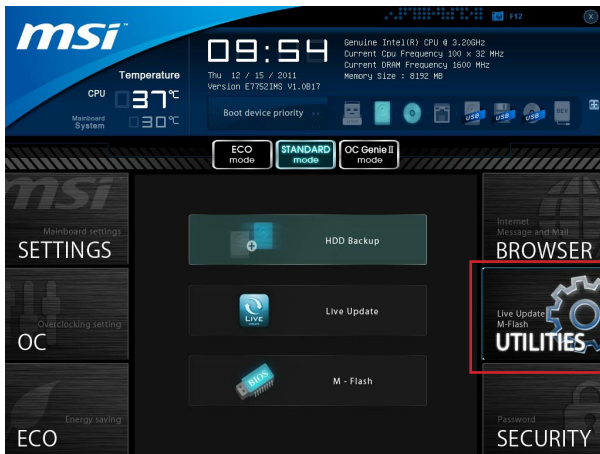 msi
F12
X
09:54
Thu 12 / 15 / 2011
Version E7752IMS V1.0B17
Genuine Intel(R) CPU @ 3.20GHz
Current Cpu Frequency 100 x 32 MHz
Current DRAM Frequency 1600 MHz
Memory Size : 8192 MB
Temperature
CPU 37°C
Mainboard
System 30°C
Boot device priority
USB USB USB BEV
ECO
mode
STANDARD
mode
OC Genie II
mode
msi
Mainboard settings
SETTINGS
Overclocking setting
OC
Energy saving
ECO
HDD Backup
LIVE
Live Update
BIOS
M - Flash
Internet
Message and Mail
BROWSER
Live Update
M-Flash
UTILITIES
Password
SECURITY